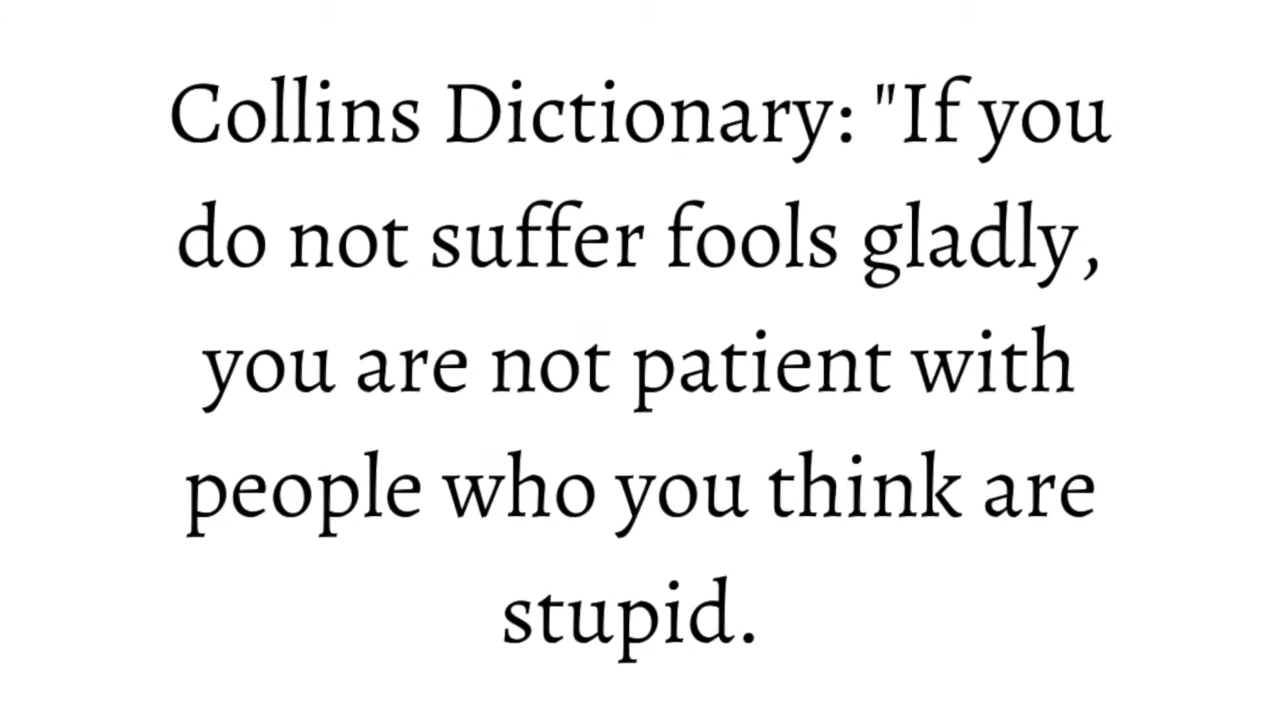 Collins Dictionary: "If you
do not suffer fools gladly,
you are not patient with
people who you think are
stupid.